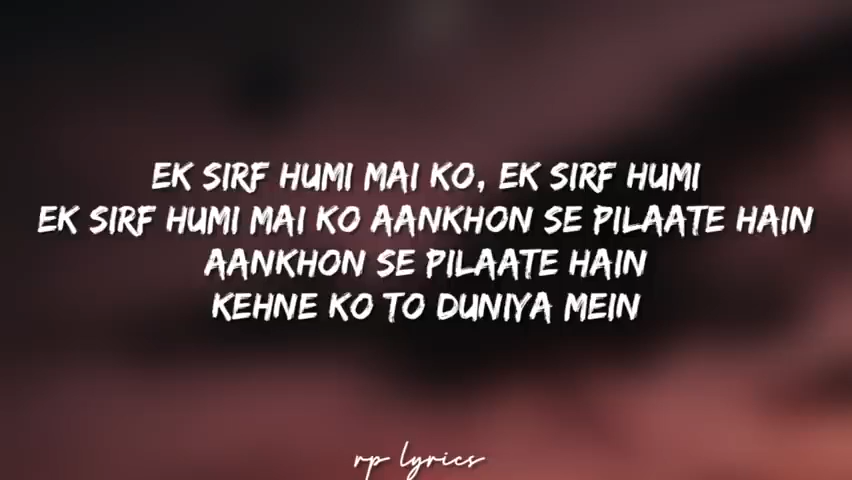 EK SIRF HUMI MAI KO, EK SIRF HUMI
EK SIRF HUMI MAI KO AANKHON SE PILAATE HAIN
AANKHON SE PILAATE HAIN
KEHNE KO TO DUNIYA MEIN
rp lyrics